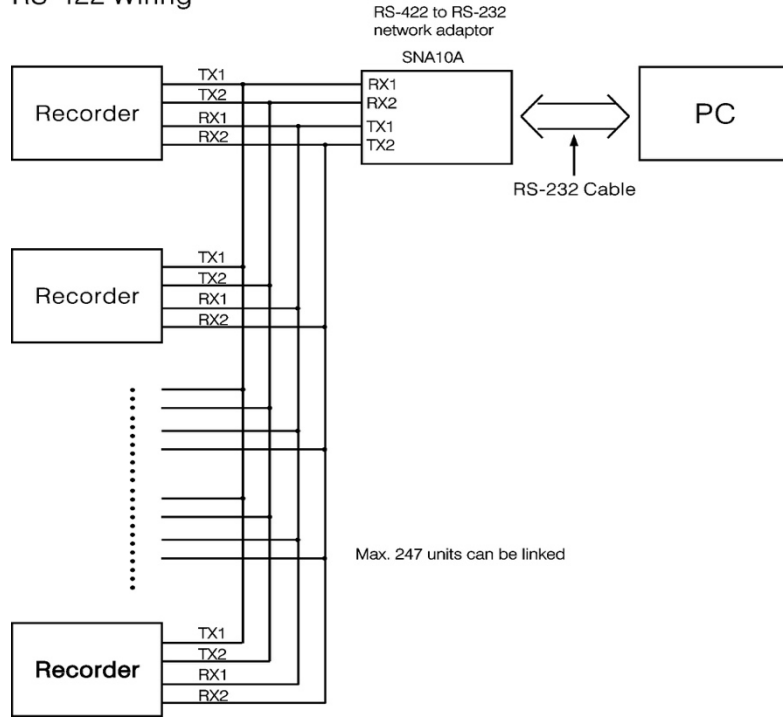 RS-422 Wiring
RS-422 to RS-232
network adaptor
SNA10A
Recorder
TX1
TX2
RX1
RX2
RX1
RX2
TX1
TX2
PC
RS-232 Cable
Recorder
TX1
TX2
RX1
RX2
Max. 247 units can be linked
Recorder
TX1
TX2
RX1
RX2